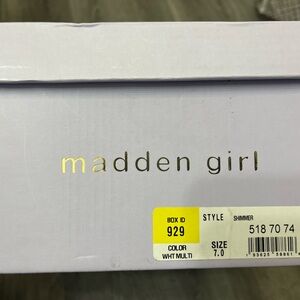 madden girl
BOX ID
929
STYLE SHIMMER
518 70 74
COLOR
WHT MULTI
SIZE
7.0